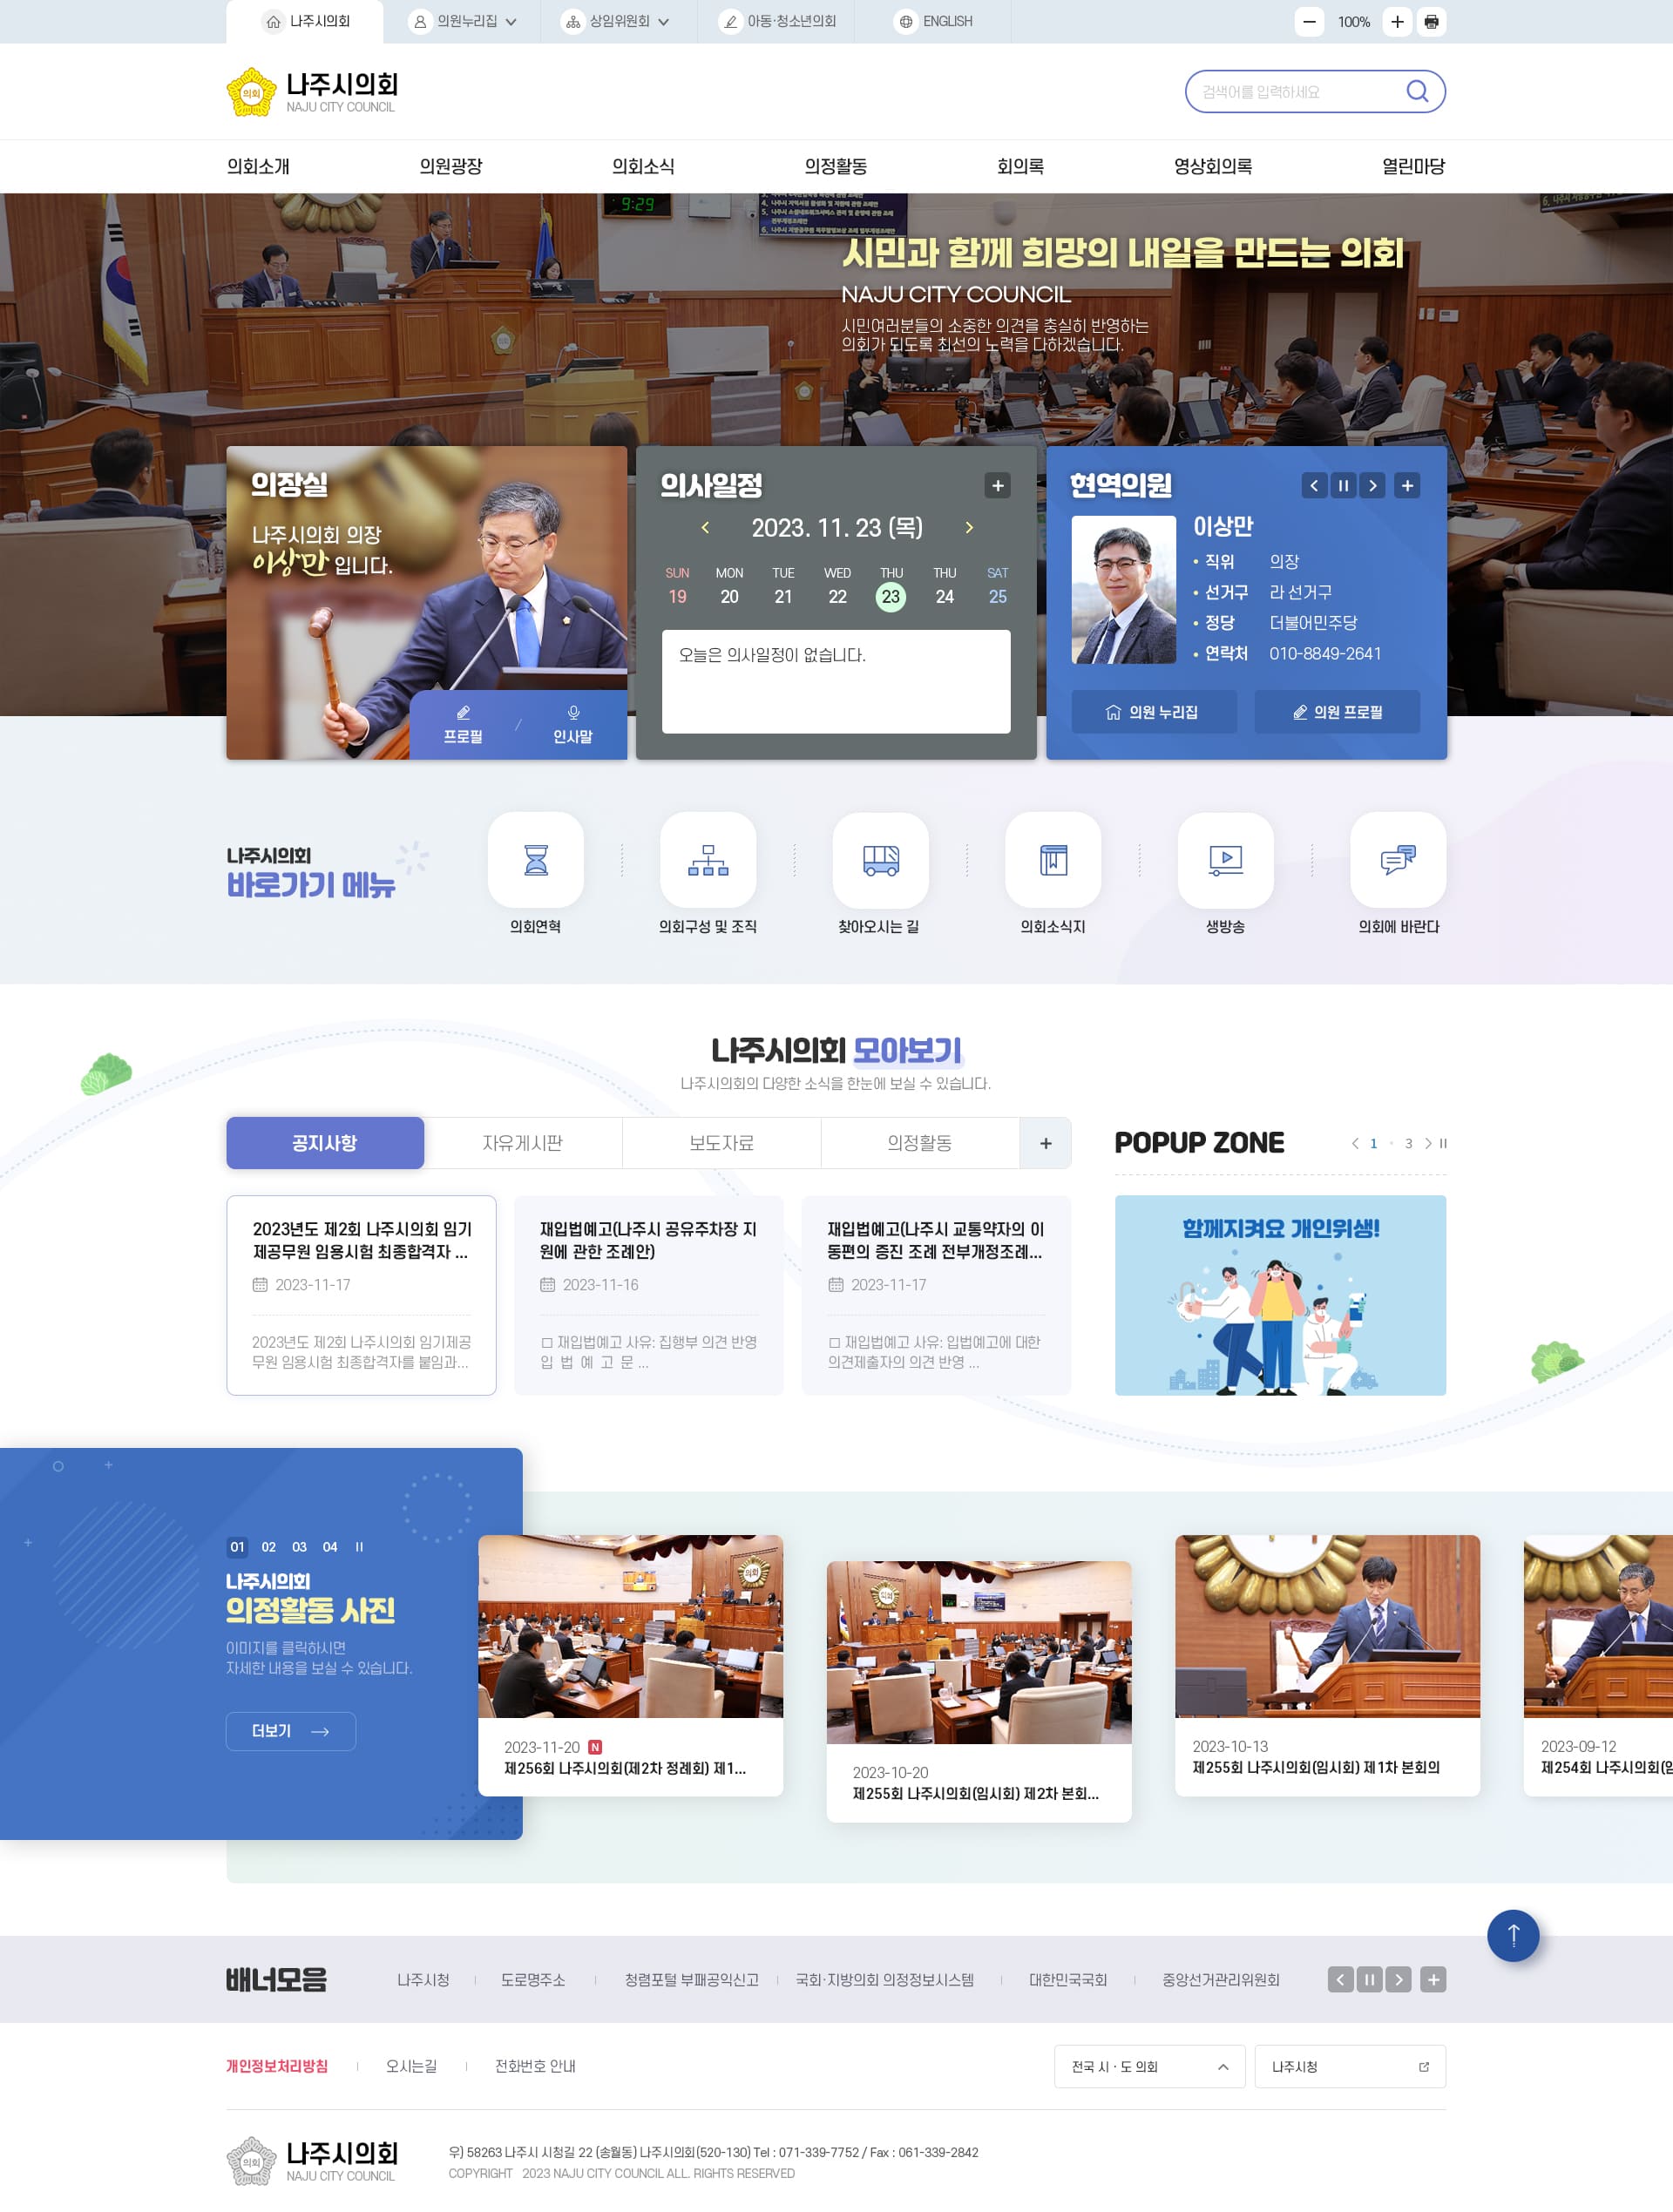 나주시의회
의원누리집
상임위원회
아동·청소년의회
ENGLISH
100%
의회
나주시의회
NAJU CITY COUNCIL
검색어를 입력하세요
의회소개
의원광장
의회소식
의정활동
회의록
영상회의록
열린마당
9:29
시민과 함께 희망의 내일을 만드는 의회
NAJU CITY COUNCIL
시민여러분들의 소중한 의견을 충실히 반영하는
의회가 되도록 최선의 노력을 다하겠습니다.
의장실
나주시의회 의장
이상만 입니다.
프로필
/
인사말
의사일정
2023. 11. 23 (목)
SUN MON TUE WED THU THU SAT
19 20 21 22 23 24 25
오늘은 의사일정이 없습니다.
현역의원
이상만
직위 의장
선거구 라 선거구
정당 더불어민주당
연락처 010-8849-2641
의원 누리집
의원 프로필
나주시의회
바로가기 메뉴
의회연혁
의회구성 및 조직
찾아오시는 길
의회소식지
생방송
의회에 바란다
나주시의회 모아보기
나주시의회의 다양한 소식을 한눈에 보실 수 있습니다.
공지사항
자유게시판
보도자료
의정활동
2023년도 제2회 나주시의회 임기
제공무원 임용시험 최종합격자 ...
2023-11-17
2023년도 제2회 나주시의회 임기제공
무원 임용시험 최종합격자를 붙임과...
재입법예고(나주시 공유주차장 지
원에 관한 조례안)
2023-11-16
□ 재입법예고 사유: 집행부 의견 반영
입 법 예 고 문 ...
재입법예고(나주시 교통약자의 이
동편의 증진 조례 전부개정조례...
2023-11-17
□ 재입법예고 사유: 입법예고에 대한
의견제출자의 의견 반영 ...
POPUP ZONE
1 3
함께지켜요 개인위생!
01 02 03 04
나주시의회
의정활동 사진
이미지를 클릭하시면
자세한 내용을 보실 수 있습니다.
더보기
2023-11-20 N
제256회 나주시의회(제2차 정례회) 제1...
2023-10-20
제255회 나주시의회(임시회) 제2차 본회...
2023-10-13
제255회 나주시의회(임시회) 제1차 본회의
2023-09-12
제254회 나주시의회(임
배너모음
나주시청
도로명주소
청렴포털 부패공익신고
국회·지방의회 의정정보시스템
대한민국국회
중앙선거관리위원회
개인정보처리방침
오시는길
전화번호 안내
전국 시 · 도 의회
나주시청
의회
나주시의회
NAJU CITY COUNCIL
우) 58263 나주시 시청길 22 (송월동) 나주시의회(520-130) Tel : 071-339-7752 / Fax : 061-339-2842
COPYRIGHT 2023 NAJU CITY COUNCIL ALL. RIGHTS RESERVED